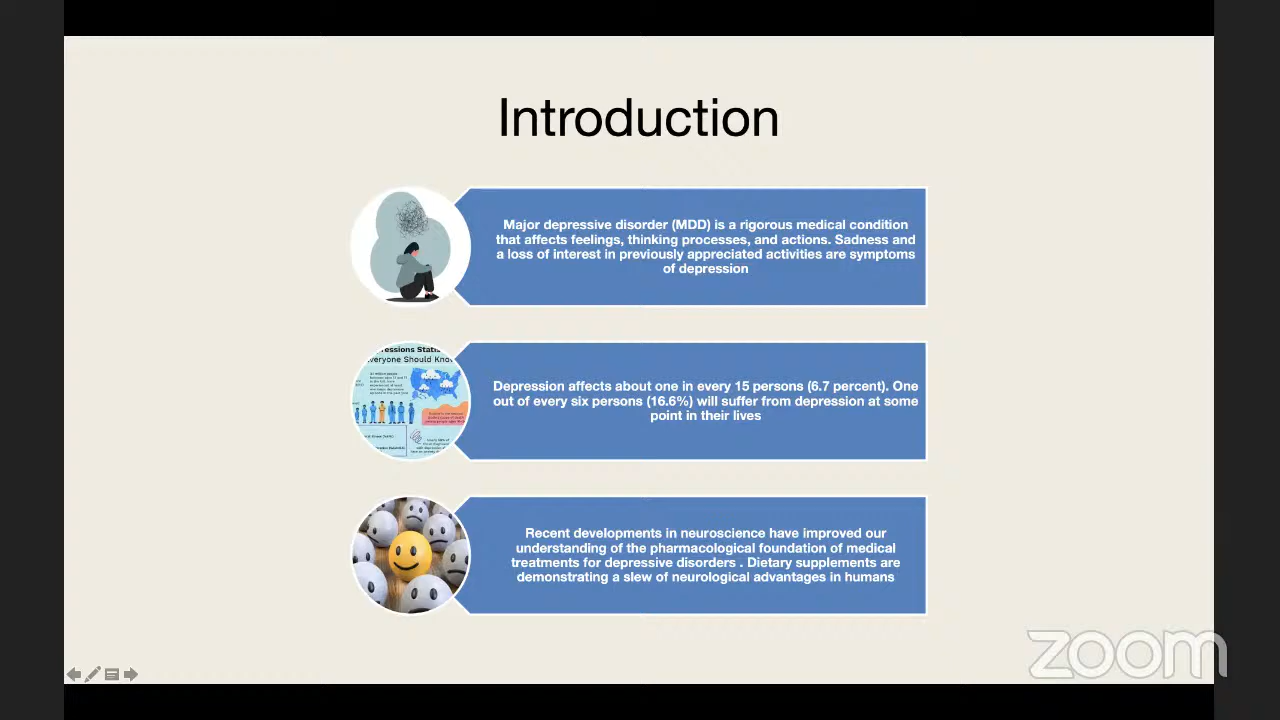 Introduction
Major depressive disorder (MDD) is a rigorous medical condition
that affects feelings, thinking processes, and actions. Sadness and
a loss of interest in previously appreciated activities are symptoms
of depression
Everyone Should Know
Depression affects about one in every 15 persons (6.7 percent). One
out of every six persons (16.6%) will suffer from depression at some
point in their lives
Recent developments in neuroscience have improved our
understanding of the pharmacological foundation of medical
treatments for depressive disorders . Dietary supplements are
demonstrating a slew of neurological advantages in humans
zoom